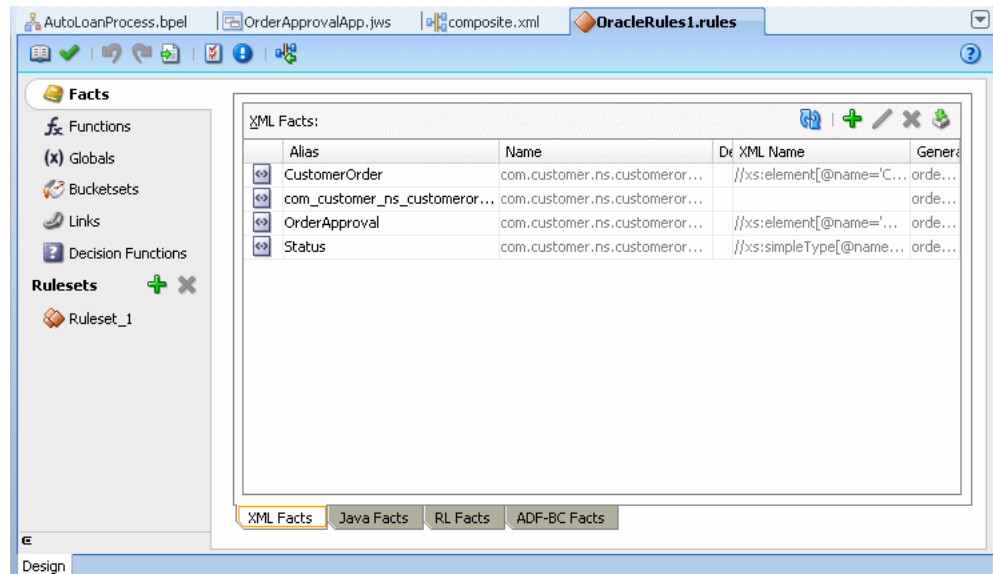 AutoLoanProcess.bpel OrderApprovalApp.jws composite.xml OracleRules1.rules
Facts
Functions
(x) Globals
Bucketsets
Links
Decision Functions
Rulesets
Ruleset_1
XML Facts:
Alias Name De XML Name Genera
CustomerOrder com.customer.ns.customeror... //xs:element[@name='C... orde...
com_customer_ns_customeror... com.customer.ns.customeror... orde...
OrderApproval com.customer.ns.customeror... //xs:element[@name='... orde...
Status com.customer.ns.customeror... //xs:simpleType[@name... orde...
XML Facts Java Facts RL Facts ADF-BC Facts
Design